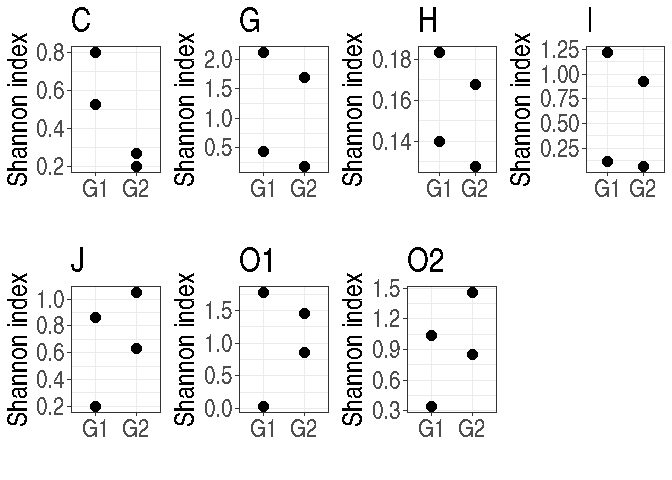 C
G
H
I
Shannon index
0.8
0.6
0.4
0.2
G1 G2
Shannon index
2.0
1.5
1.0
0.5
G1 G2
Shannon index
0.18
0.16
0.14
G1 G2
Shannon index
1.25
1.00
0.75
0.50
0.25
G1 G2
J
O1
O2
Shannon index
1.0
0.8
0.6
0.4
0.2
G1 G2
Shannon index
1.5
1.0
0.5
0.0
G1 G2
Shannon index
1.5
1.2
0.9
0.6
0.3
G1 G2